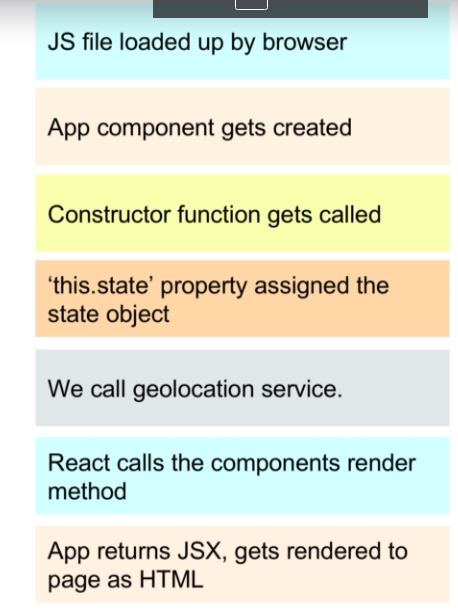 JS file loaded up by browser
App component gets created
Constructor function gets called
‘this.state’ property assigned the
state object
We call geolocation service.
React calls the components render
method
App returns JSX, gets rendered to
page as HTML